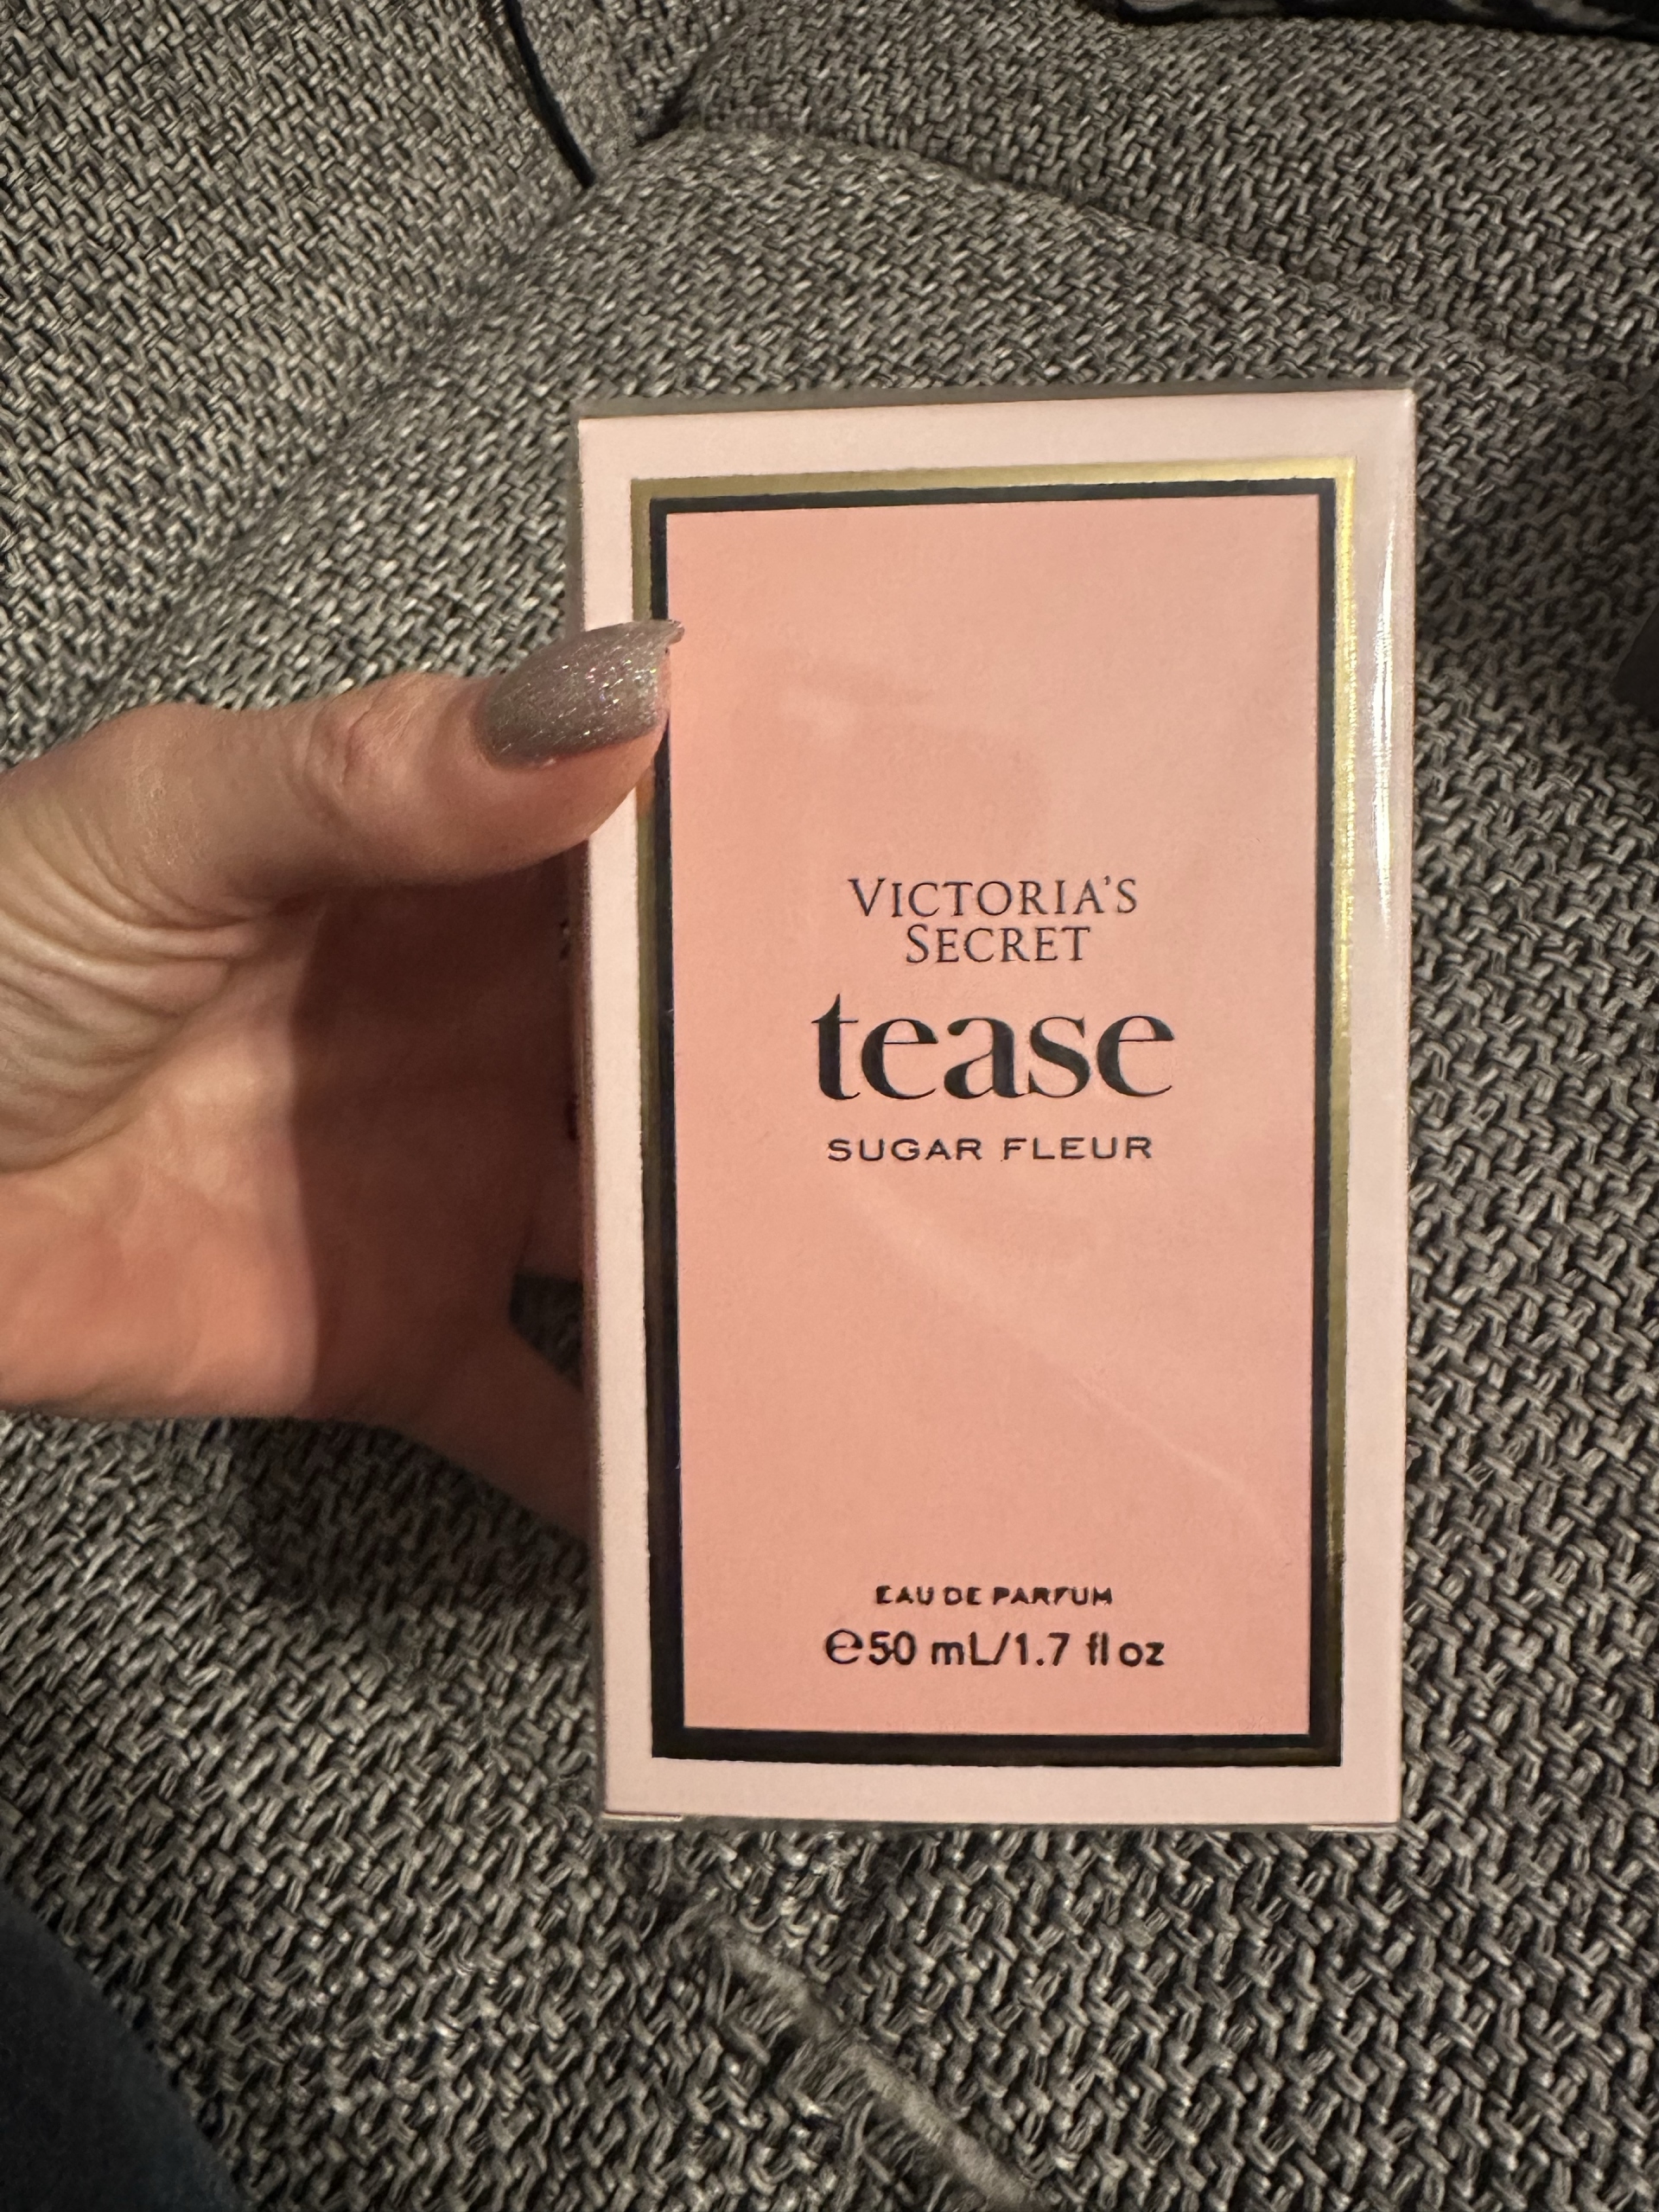 VICTORIA'S
SECRET
tease
SUGAR FLEUR
EAU DE PARFUM
℮50 mL/1.7 fl oz